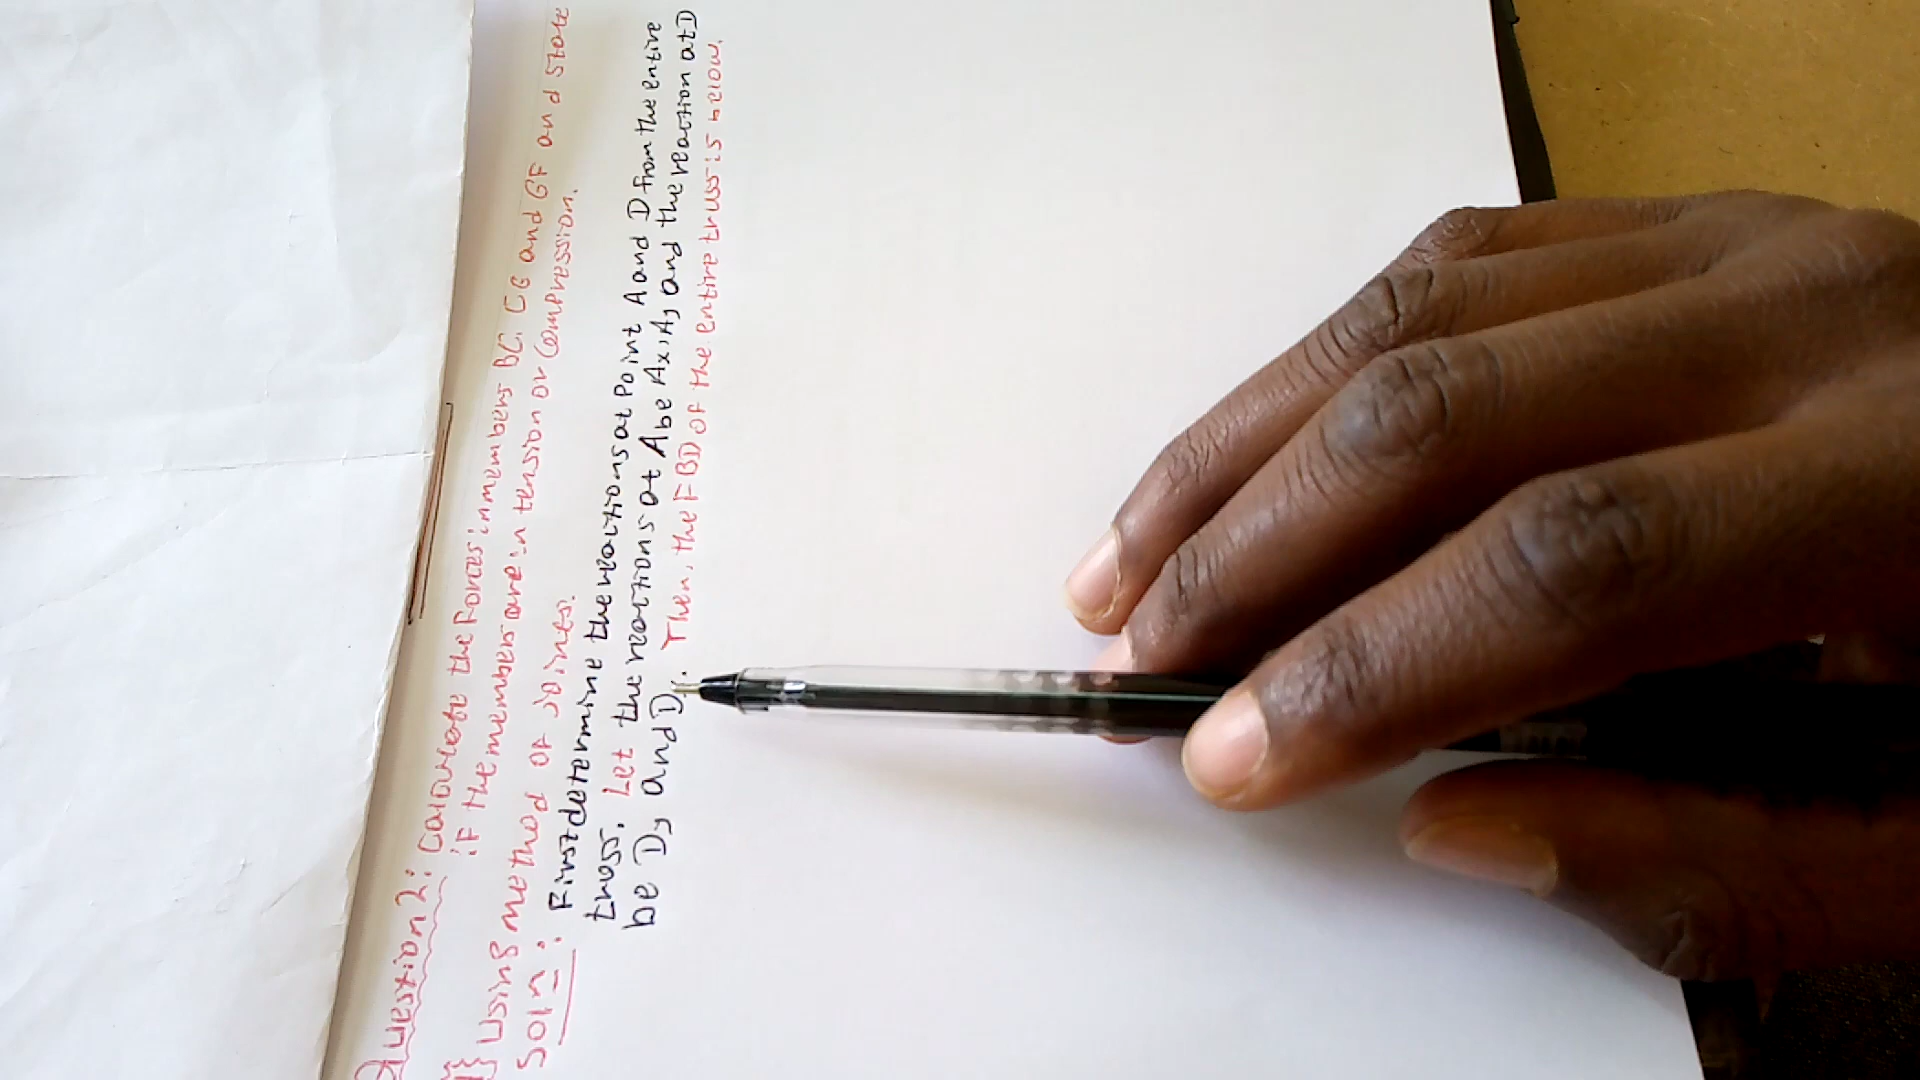 Question 2: Calculate the forces in members BC, CG and GF and state
if the members are in tension or compression.
1} Using method of joints.
Soln: First determine the reactions at point A and D from the entire
truss. Let the reactions at A be Ax, Ay and the reaction at D
be Dy and D. Then, the FBD of the entire truss is below.